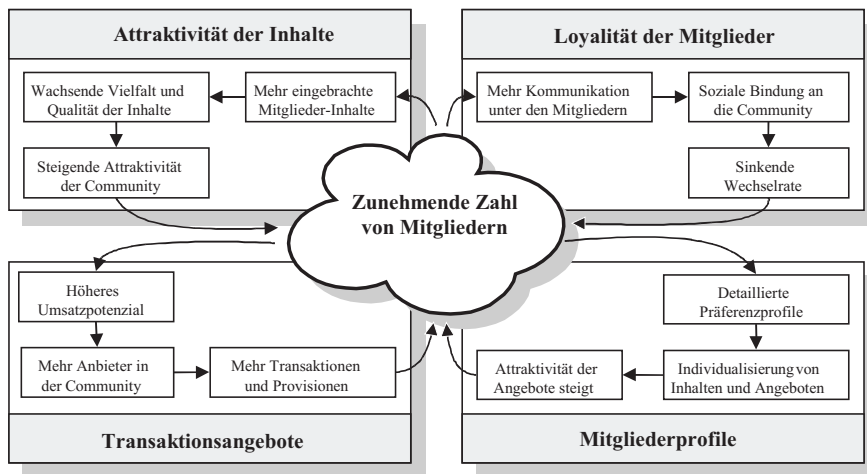 Attraktivität der Inhalte
Wachsende Vielfalt und
Qualität der Inhalte
Mehr eingebrachte
Mitglieder-Inhalte
Steigende Attraktivität
der Community
Loyalität der Mitglieder
Mehr Kommunikation
unter den Mitgliedern
Soziale Bindung an
die Community
Sinkende
Wechselrate
Zunehmende Zahl
von Mitgliedern
Höheres
Umsatzpotenzial
Mehr Anbieter in
der Community
Mehr Transaktionen
und Provisionen
Transaktionsangebote
Detaillierte
Präferenzprofile
Attraktivität der
Angebote steigt
Individualisierung von
Inhalten und Angeboten
Mitgliederprofile